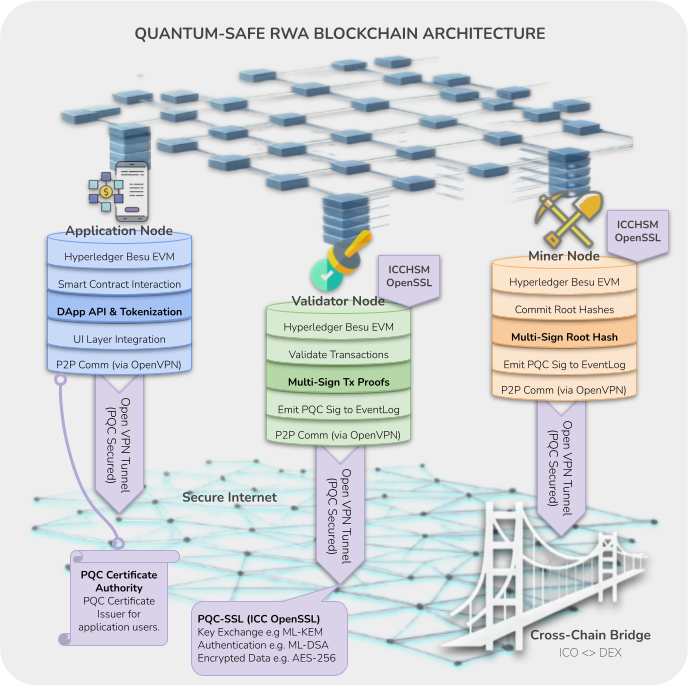 QUANTUM-SAFE RWA BLOCKCHAIN ARCHITECTURE
Application Node
Hyperledger Besu EVM
Smart Contract Interaction
DApp API & Tokenization
UI Layer Integration
P2P Comm (via OpenVPN)
Open VPN Tunnel
(PQC Secured)
ICCHSM
OpenSSL
Validator Node
Hyperledger Besu EVM
Validate Transactions
Multi-Sign Tx Proofs
Emit PQC Sig to EventLog
P2P Comm (via OpenVPN)
Open VPN Tunnel
(PQC Secured)
ICCHSM
OpenSSL
Miner Node
Hyperledger Besu EVM
Commit Root Hashes
Multi-Sign Root Hash
Emit PQC Sig to EventLog
P2P Comm (via OpenVPN)
Open VPN Tunnel
(PQC Secured)
Secure Internet
PQC Certificate
Authority
PQC Certificate
Issuer for
application users.
PQC-SSL (ICC OpenSSL)
Key Exchange e.g ML-KEM
Authentication e.g. ML-DSA
Encrypted Data e.g. AES-256
Cross-Chain Bridge
ICO <> DEX